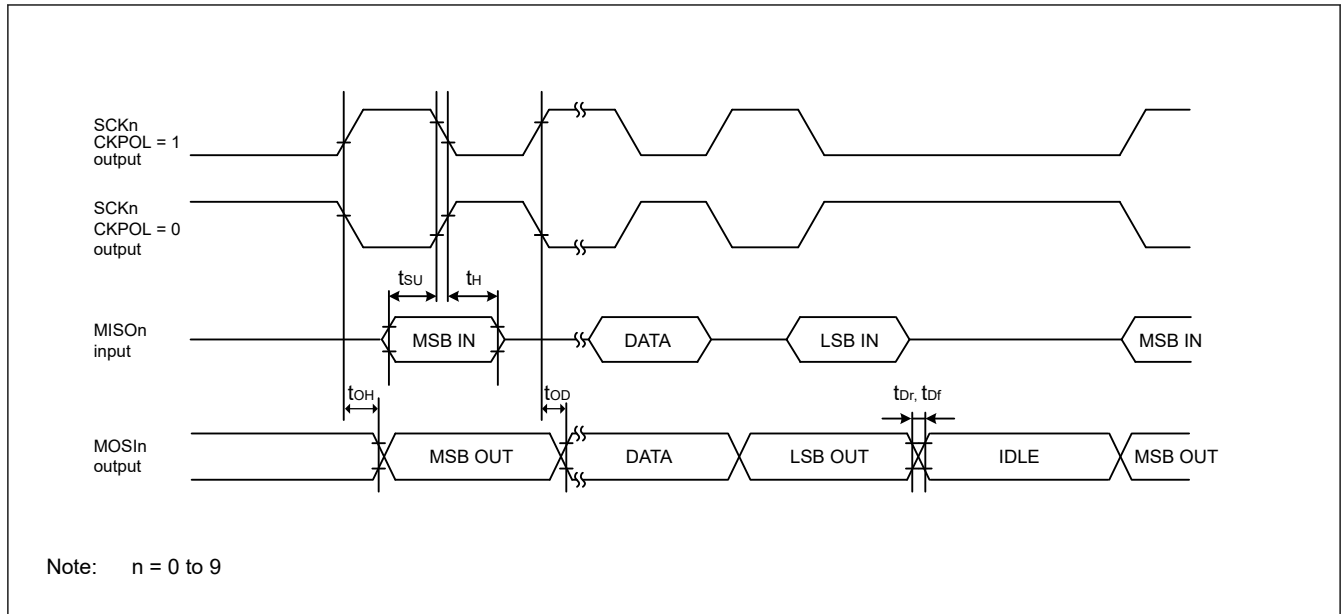 SCKn
CKPOL = 1
output
SCKn
CKPOL = 0
output
tSU
tH
MISOn
input
MSB IN
DATA
LSB IN
MSB IN
tOH
tOD
tDr, tDf
MOSIn
output
MSB OUT
DATA
LSB OUT
IDLE
MSB OUT
Note: n = 0 to 9